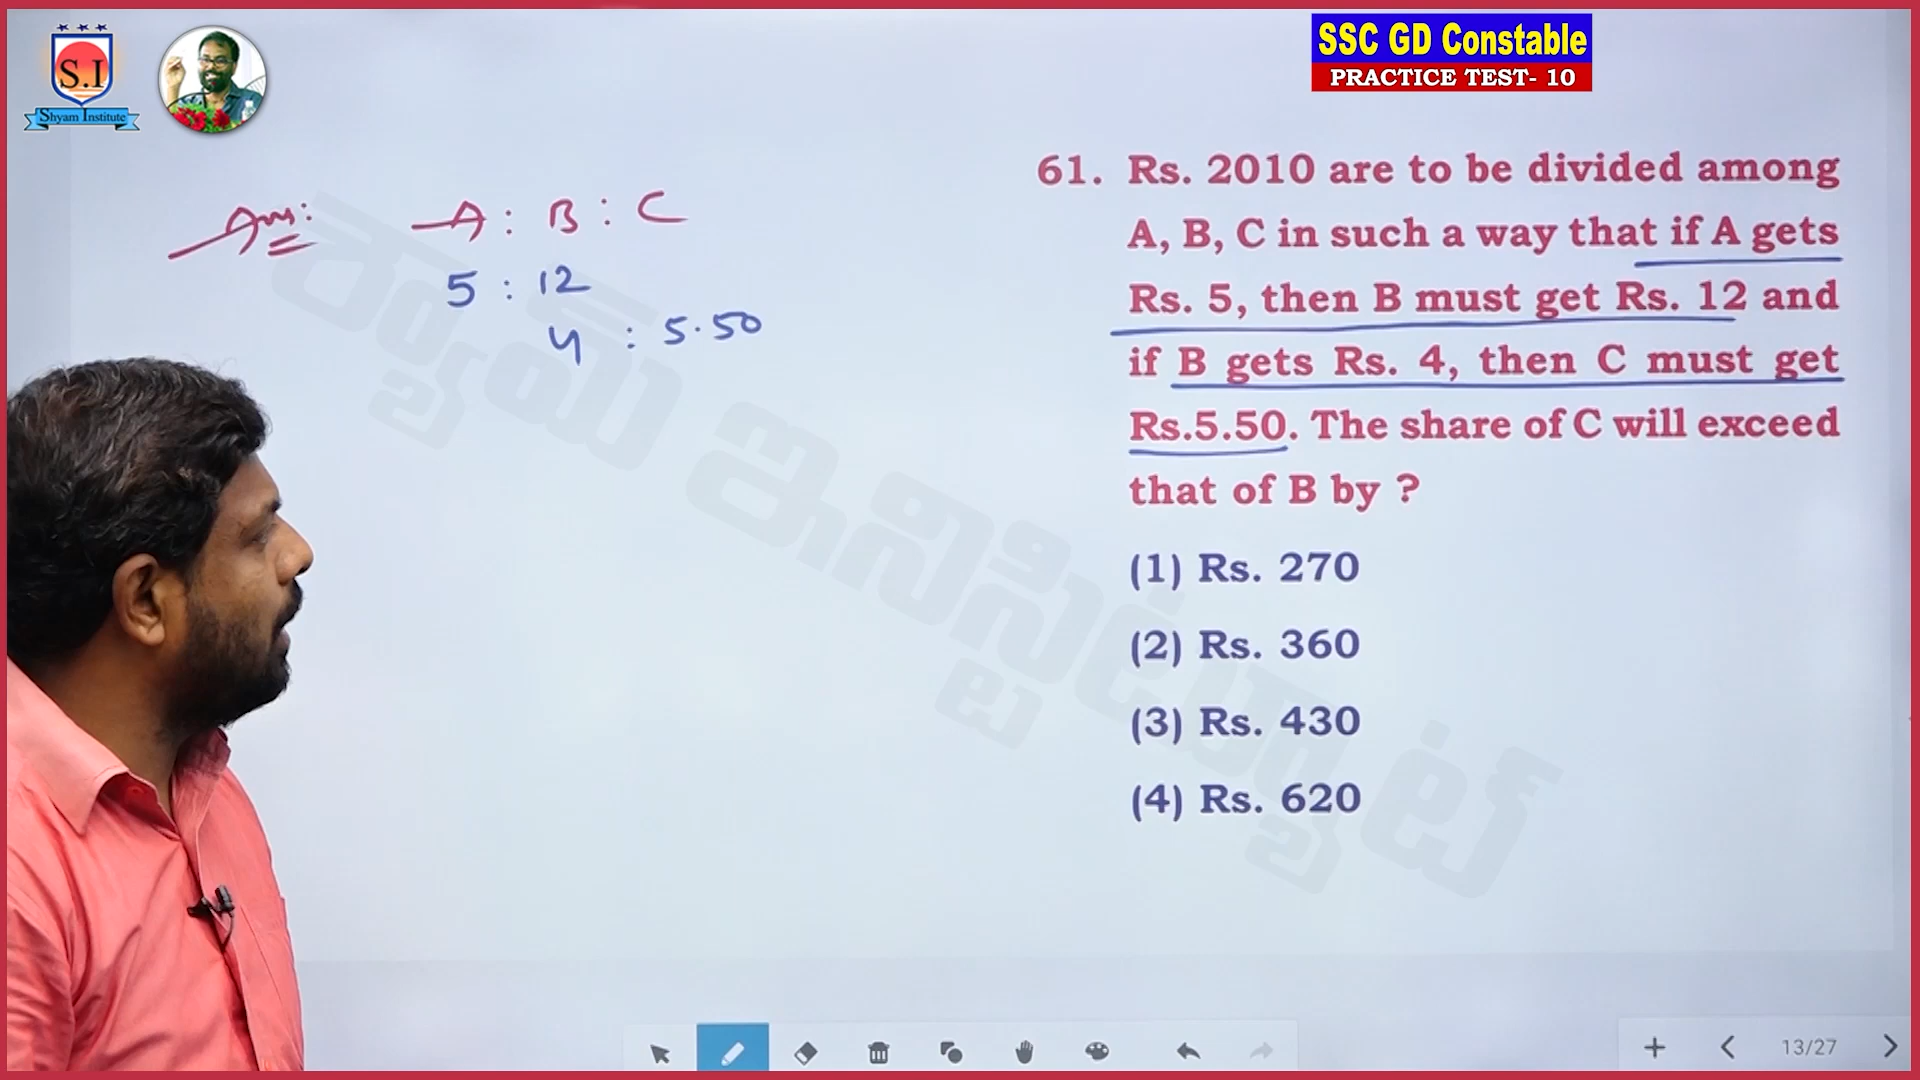 S.I
Shyam Institute
SSC GD Constable
PRACTICE TEST- 10
Ans:
A : B : C
5 : 12
4 : 5.50
61. Rs. 2010 are to be divided among
A, B, C in such a way that if A gets
Rs. 5, then B must get Rs. 12 and
if B gets Rs. 4, then C must get
Rs.5.50. The share of C will exceed
that of B by ?
(1) Rs. 270
(2) Rs. 360
(3) Rs. 430
(4) Rs. 620
శ్యామ్ ఇన్స్టిట్యూట్
13/27